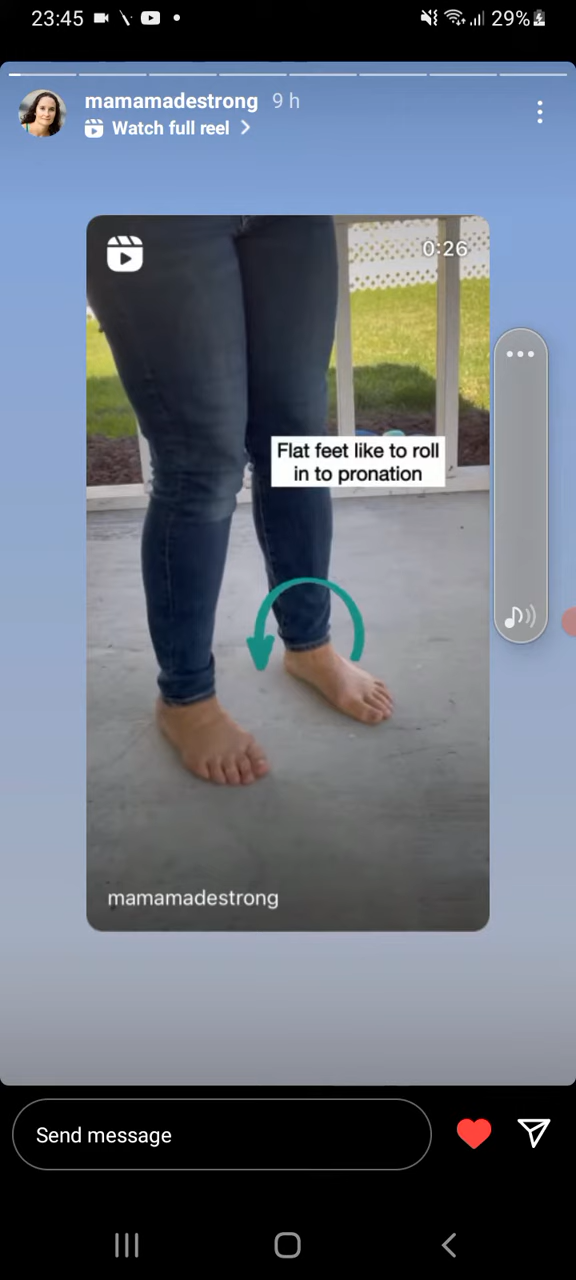 23:45
29%
mamamadestrong 9 h
Watch full reel
0:26
Flat feet like to roll
in to pronation
mamamadestrong
Send message